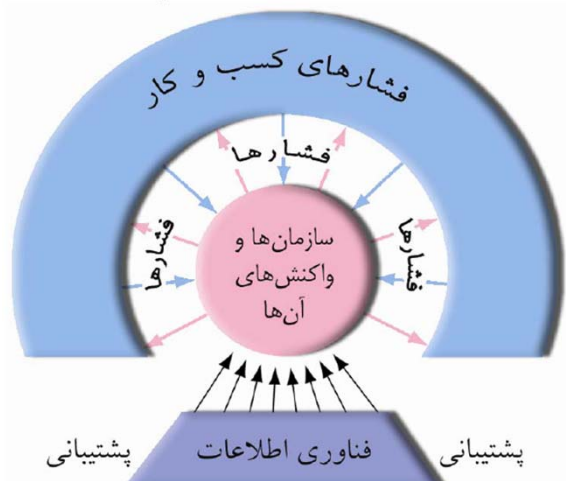 فشارهای کسب و کار
فشارها
فشارها
فشارها
سازمان‌ها و
واکنش‌های
آن‌ها
پشتیبانی
فناوری اطلاعات
پشتیبانی